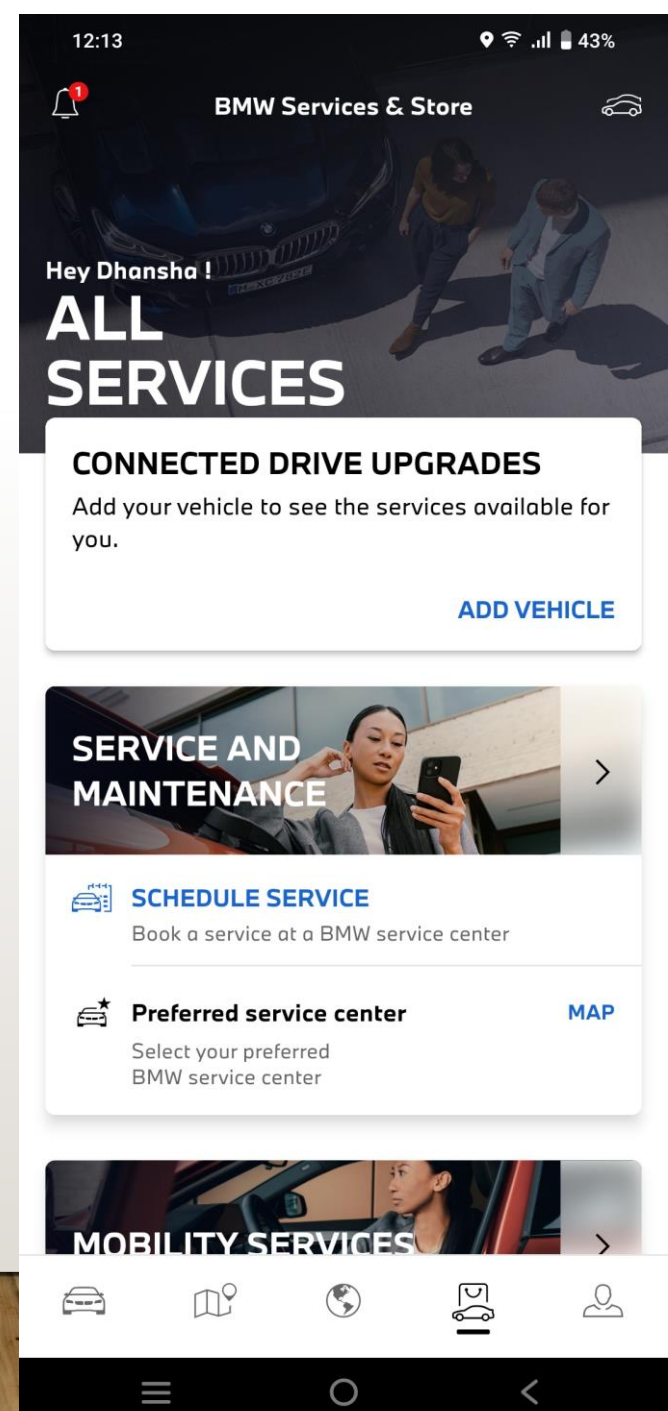 12:13
43%
1
BMW Services & Store
Hey Dhansha !
ALL
SERVICES
CONNECTED DRIVE UPGRADES
Add your vehicle to see the services available for
you.
ADD VEHICLE
SERVICE AND
MAINTENANCE
SCHEDULE SERVICE
Book a service at a BMW service center
Preferred service center
MAP
Select your preferred
BMW service center
MOBILITY SERVICES